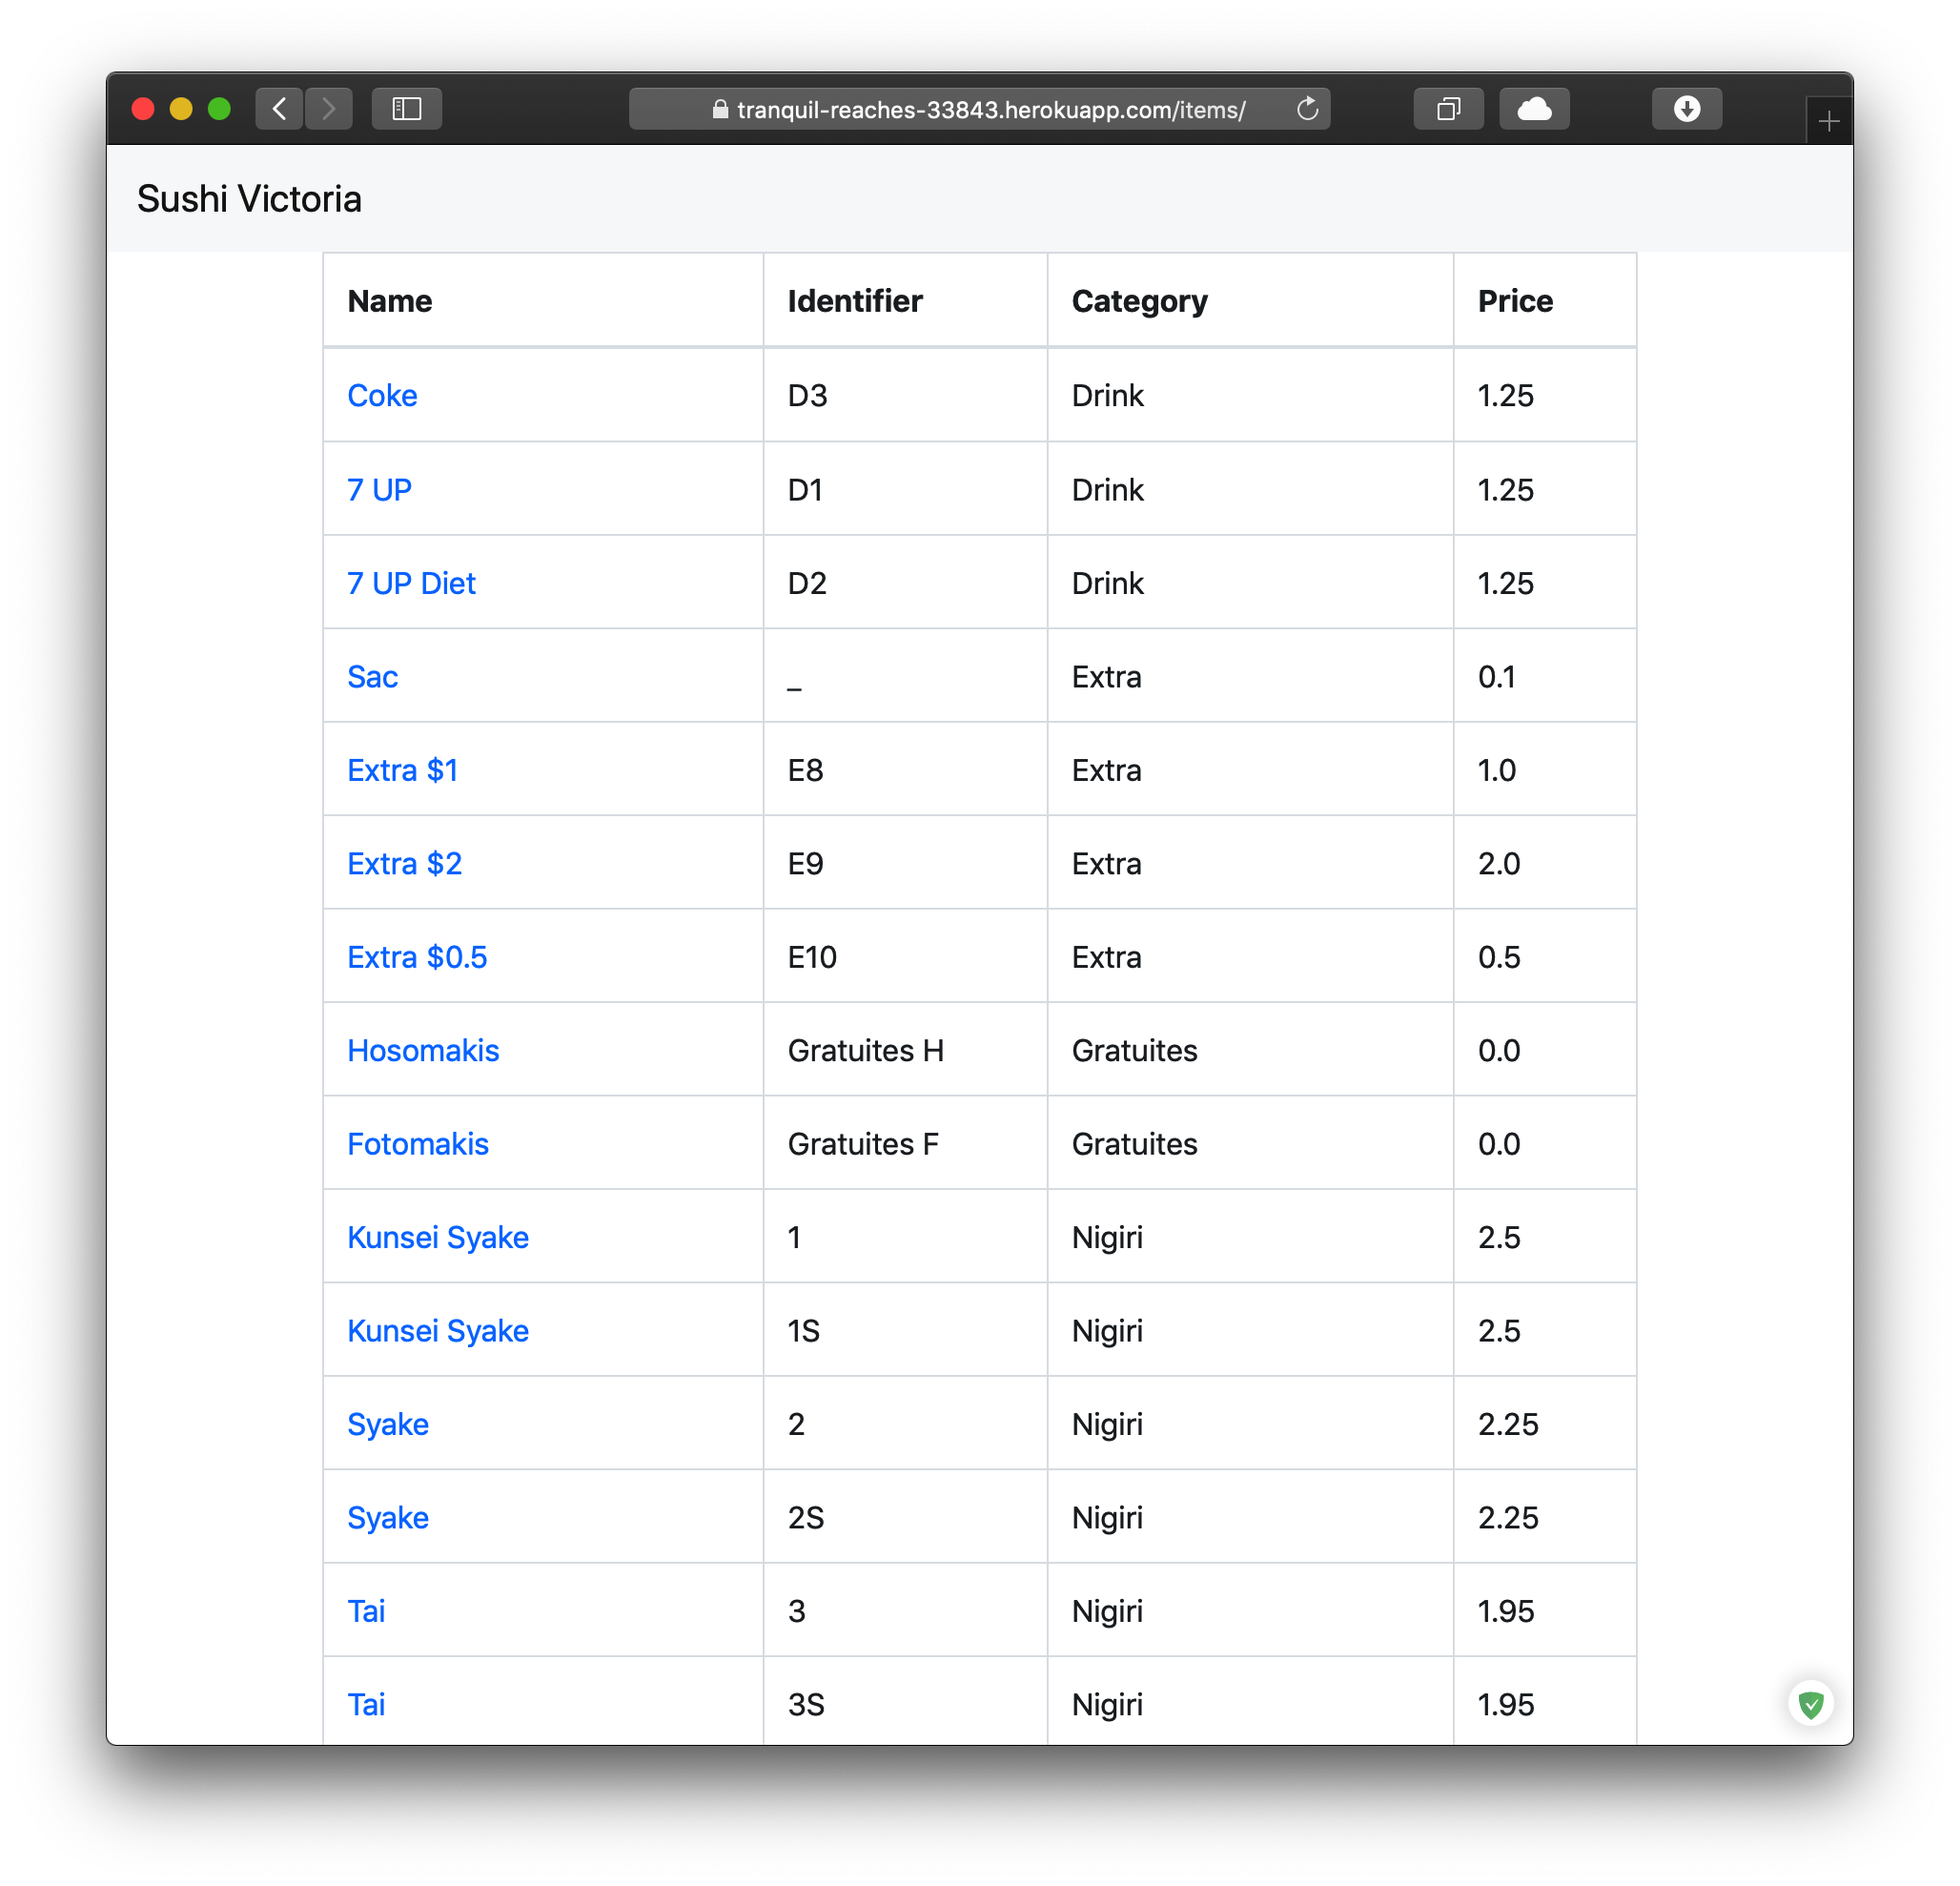 tranquil-reaches-33843.herokuapp.com/items/
Sushi Victoria
Name Identifier Category Price
Coke D3 Drink 1.25
7 UP D1 Drink 1.25
7 UP Diet D2 Drink 1.25
Sac _ Extra 0.1
Extra $1 E8 Extra 1.0
Extra $2 E9 Extra 2.0
Extra $0.5 E10 Extra 0.5
Hosomakis Gratuites H Gratuites 0.0
Fotomakis Gratuites F Gratuites 0.0
Kunsei Syake 1 Nigiri 2.5
Kunsei Syake 1S Nigiri 2.5
Syake 2 Nigiri 2.25
Syake 2S Nigiri 2.25
Tai 3 Nigiri 1.95
Tai 3S Nigiri 1.95